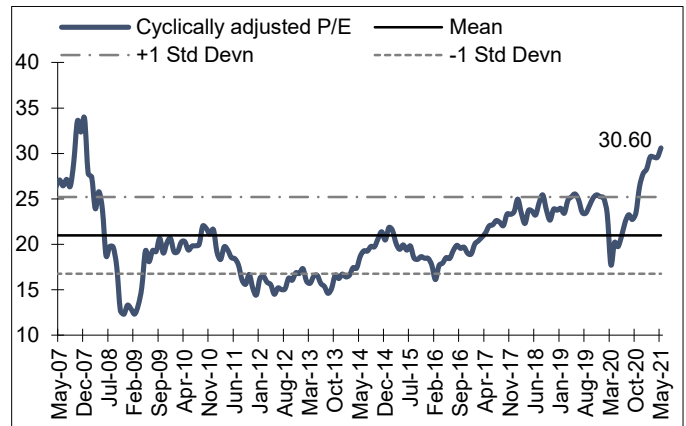 Cyclically adjusted P/E Mean
+1 Std Devn -1 Std Devn
40
35
30
25
20
15
10
30.60
May-07
Dec-07
Jul-08
Feb-09
Sep-09
Apr-10
Nov-10
Jun-11
Jan-12
Aug-12
Mar-13
Oct-13
May-14
Dec-14
Jul-15
Feb-16
Sep-16
Apr-17
Nov-17
Jun-18
Jan-19
Aug-19
Mar-20
Oct-20
May-21